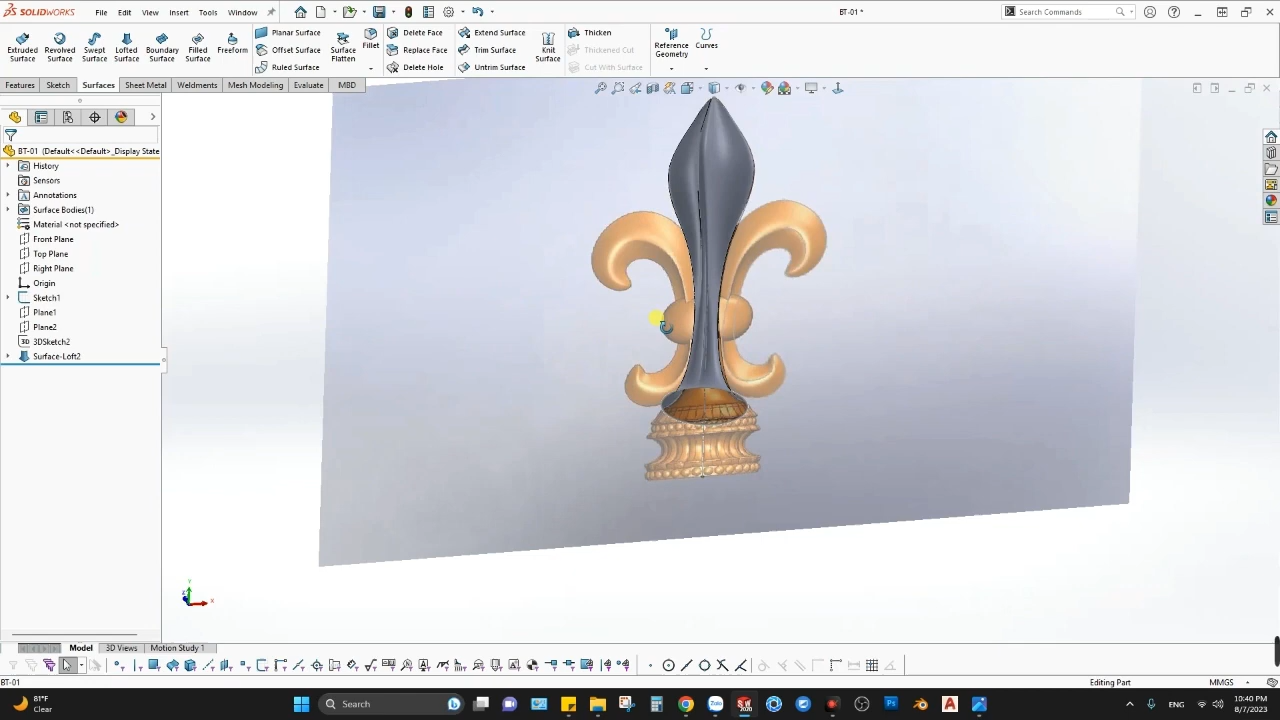 SOLIDWORKS File Edit View Insert Tools Window BT-01 * Search Commands
Extruded Surface Revolved Surface Swept Surface Lofted Surface Boundary Surface Filled Surface Freeform Planar Surface Offset Surface Ruled Surface Surface Flatten Fillet Delete Face Replace Face Delete Hole Extend Surface Trim Surface Untrim Surface Knit Surface Thicken Thickened Cut Cut With Surface Reference Geometry Curves
Features Sketch Surfaces Sheet Metal Weldments Mesh Modeling Evaluate MBD
BT-01 (Default<<Default>_Display State
History
Sensors
Annotations
Surface Bodies(1)
Material <not specified>
Front Plane
Top Plane
Right Plane
Origin
Sketch1
Plane1
Plane2
3D 3DSketch2
Surface-Loft2
Y
X
Model 3D Views Motion Study 1
BT-01 Editing Part MMGS
81°F
Clear
Search
Zalo
Ps
A
ENG
10:40 PM
8/7/2023